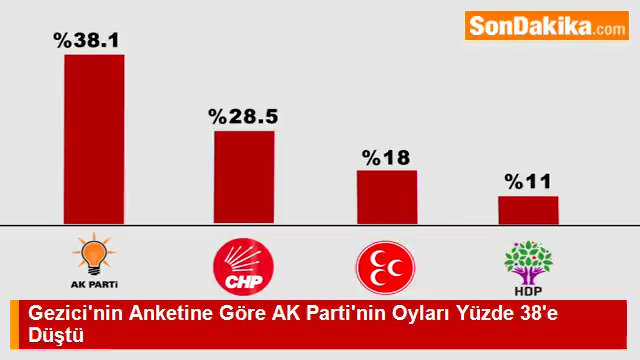 SonDakika.com
%38.1
%28.5
%18
%11
AK PARTİ
CHP
HDP
Gezici'nin Anketine Göre AK Parti'nin Oyları Yüzde 38'e
Düştü